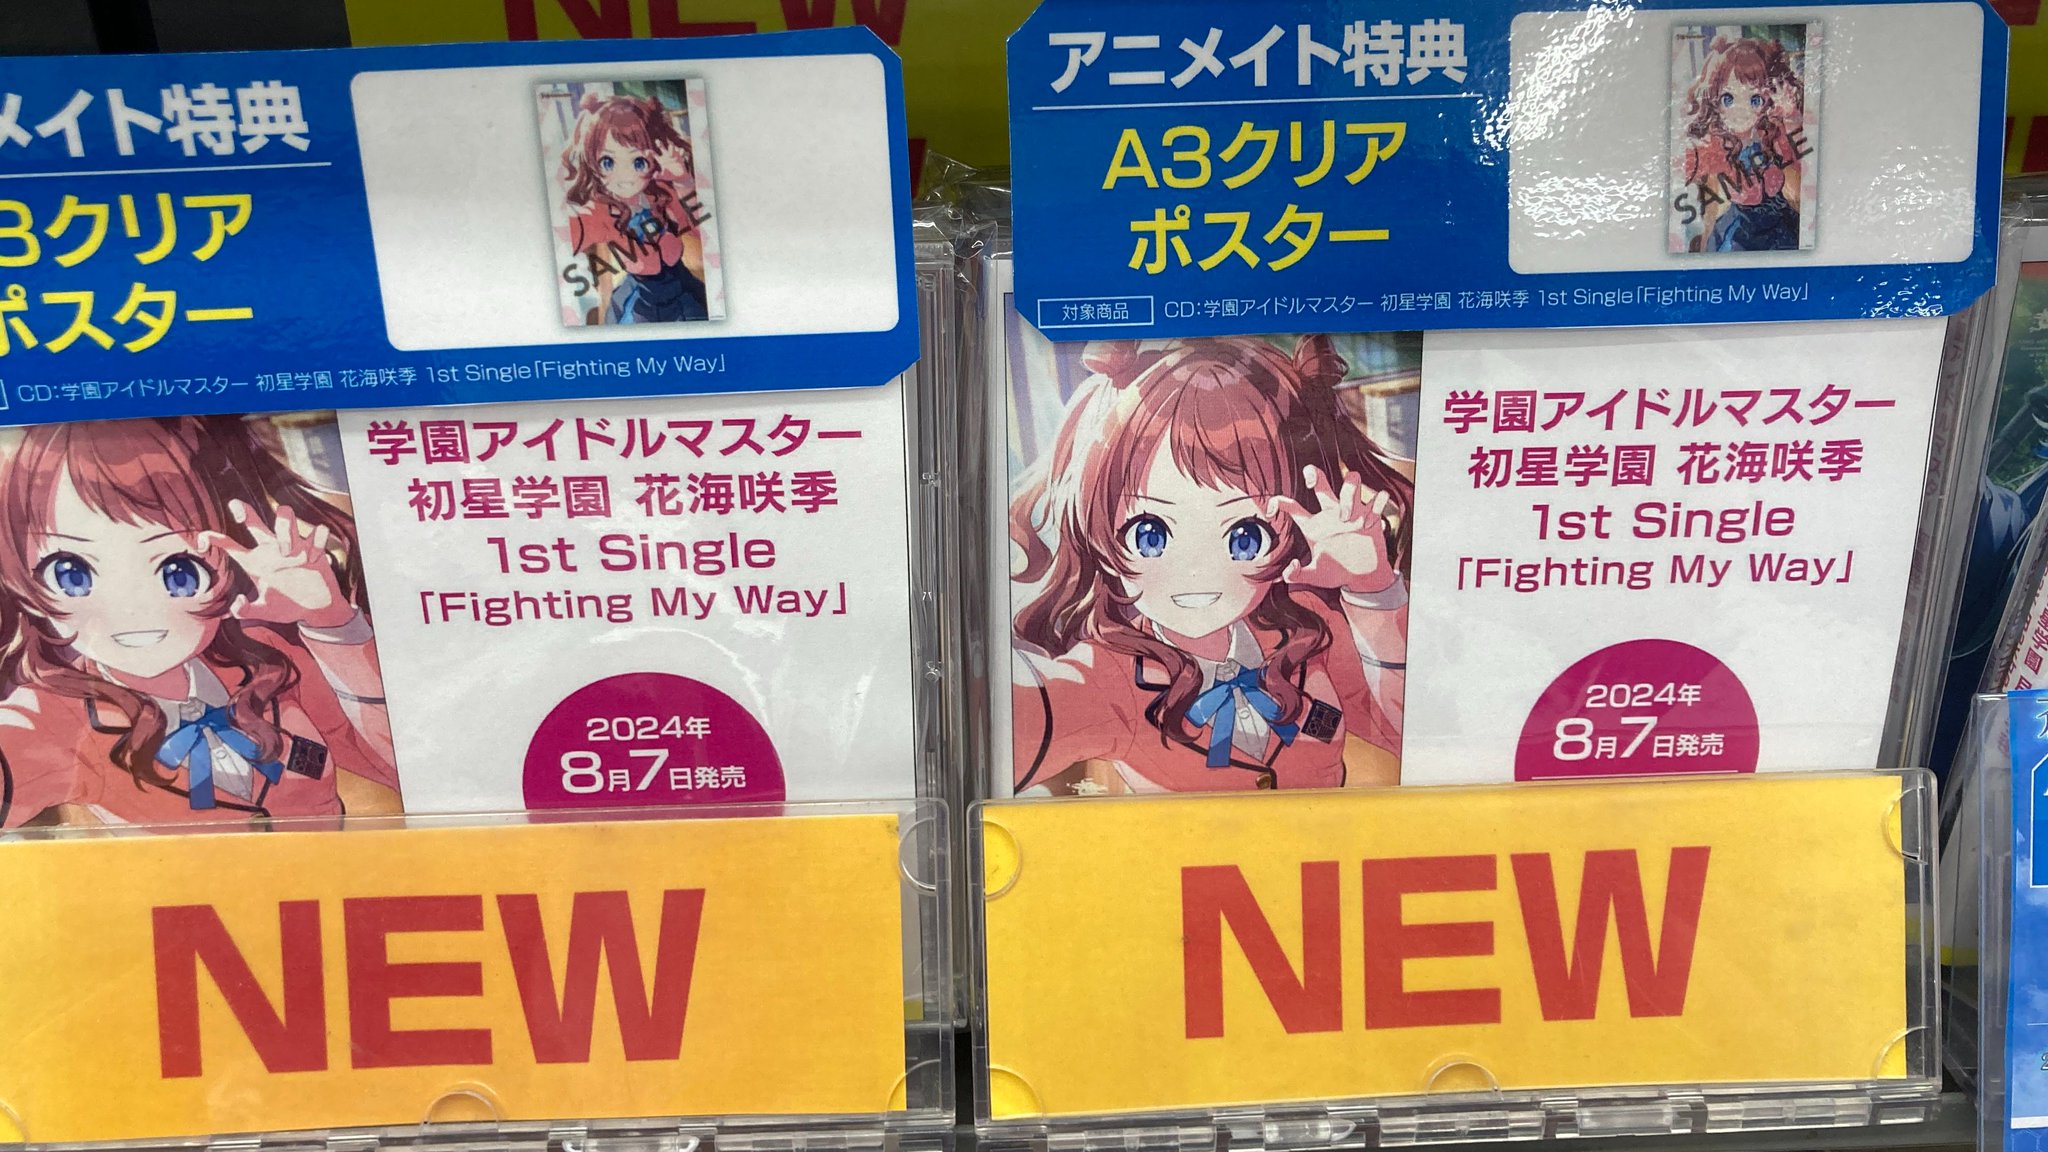 NEW
メイト特典
3クリア
ポスター
SAMPLE
CD:学園アイドルマスター 初星学園 花海咲季 1st Single「Fighting My Way」
学園アイドルマスター
初星学園 花海咲季
1st Single
「Fighting My Way」
2024年
8月7日発売
NEW
アニメイト特典
A3クリア
ポスター
SAMPLE
対象商品 CD:学園アイドルマスター 初星学園 花海咲季 1st Single「Fighting My Way」
学園アイドルマスター
初星学園 花海咲季
1st Single
「Fighting My Way」
2024年
8月7日発売
NEW